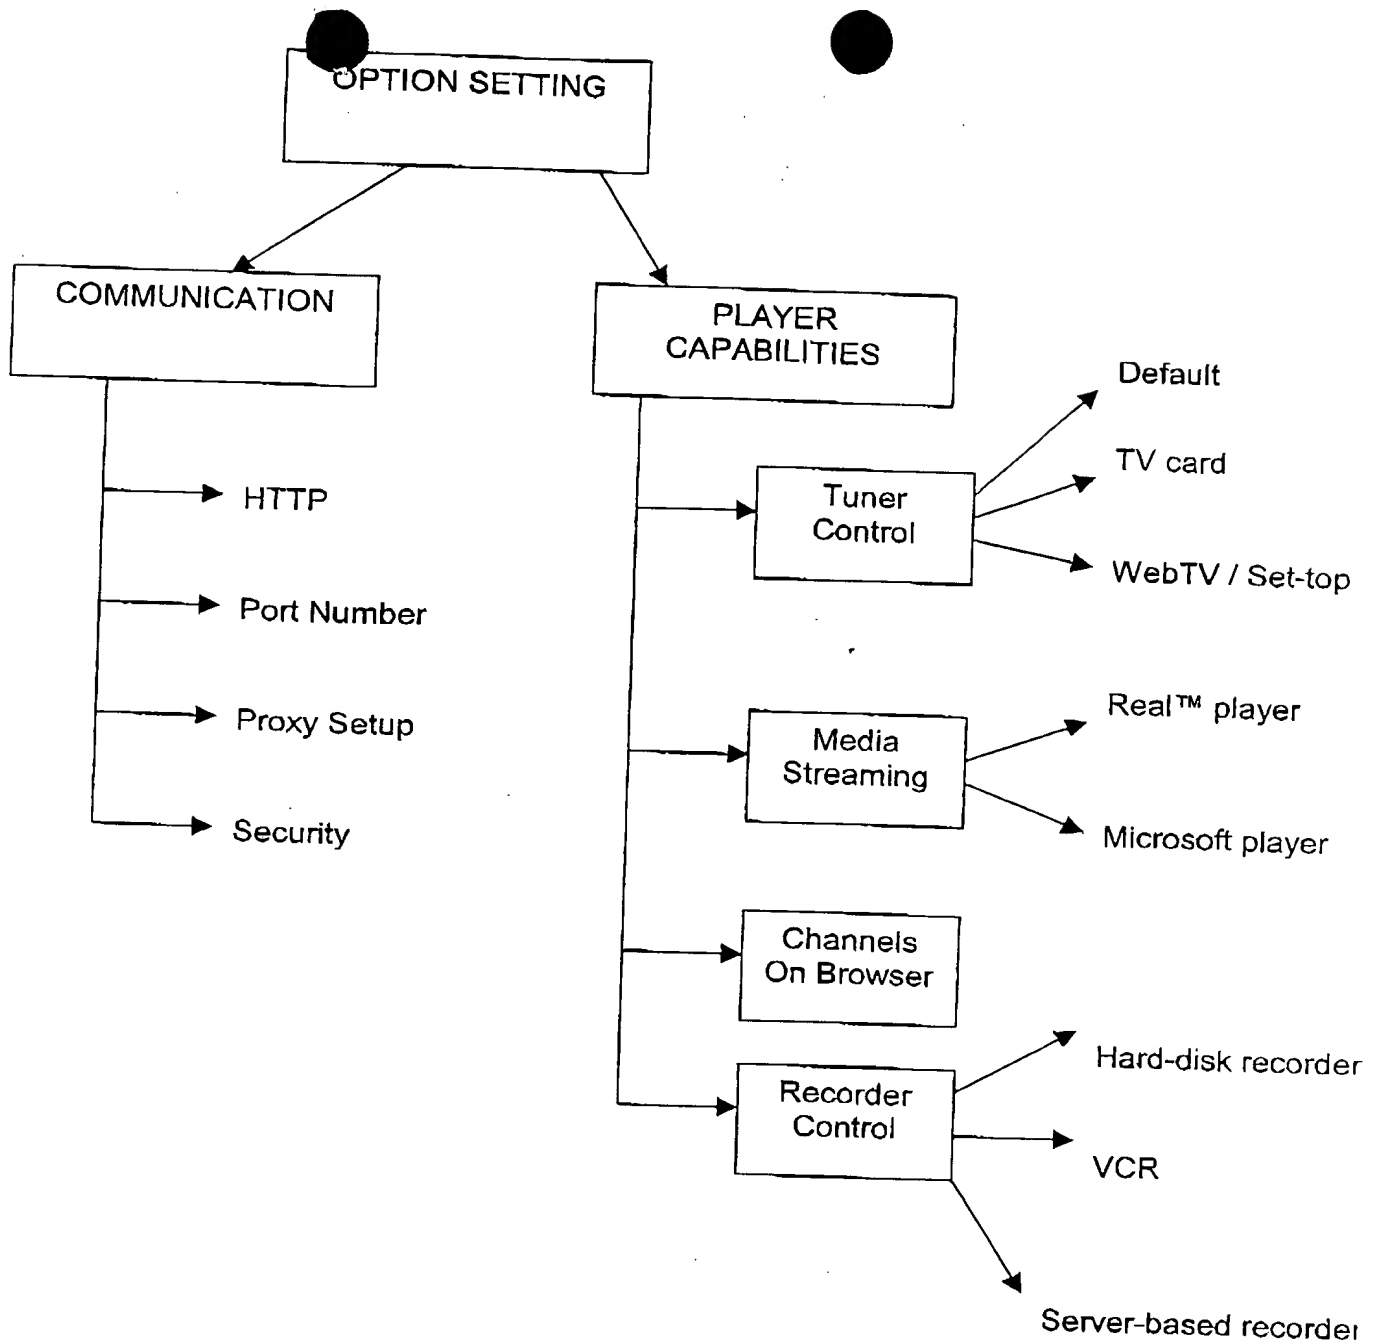 OPTION SETTING
COMMUNICATION
HTTP
Port Number
Proxy Setup
Security
PLAYER
CAPABILITIES
Tuner
Control
Default
TV card
WebTV / Set-top
Media
Streaming
Real™ player
Microsoft player
Channels
On Browser
Recorder
Control
Hard-disk recorder
VCR
Server-based recorder